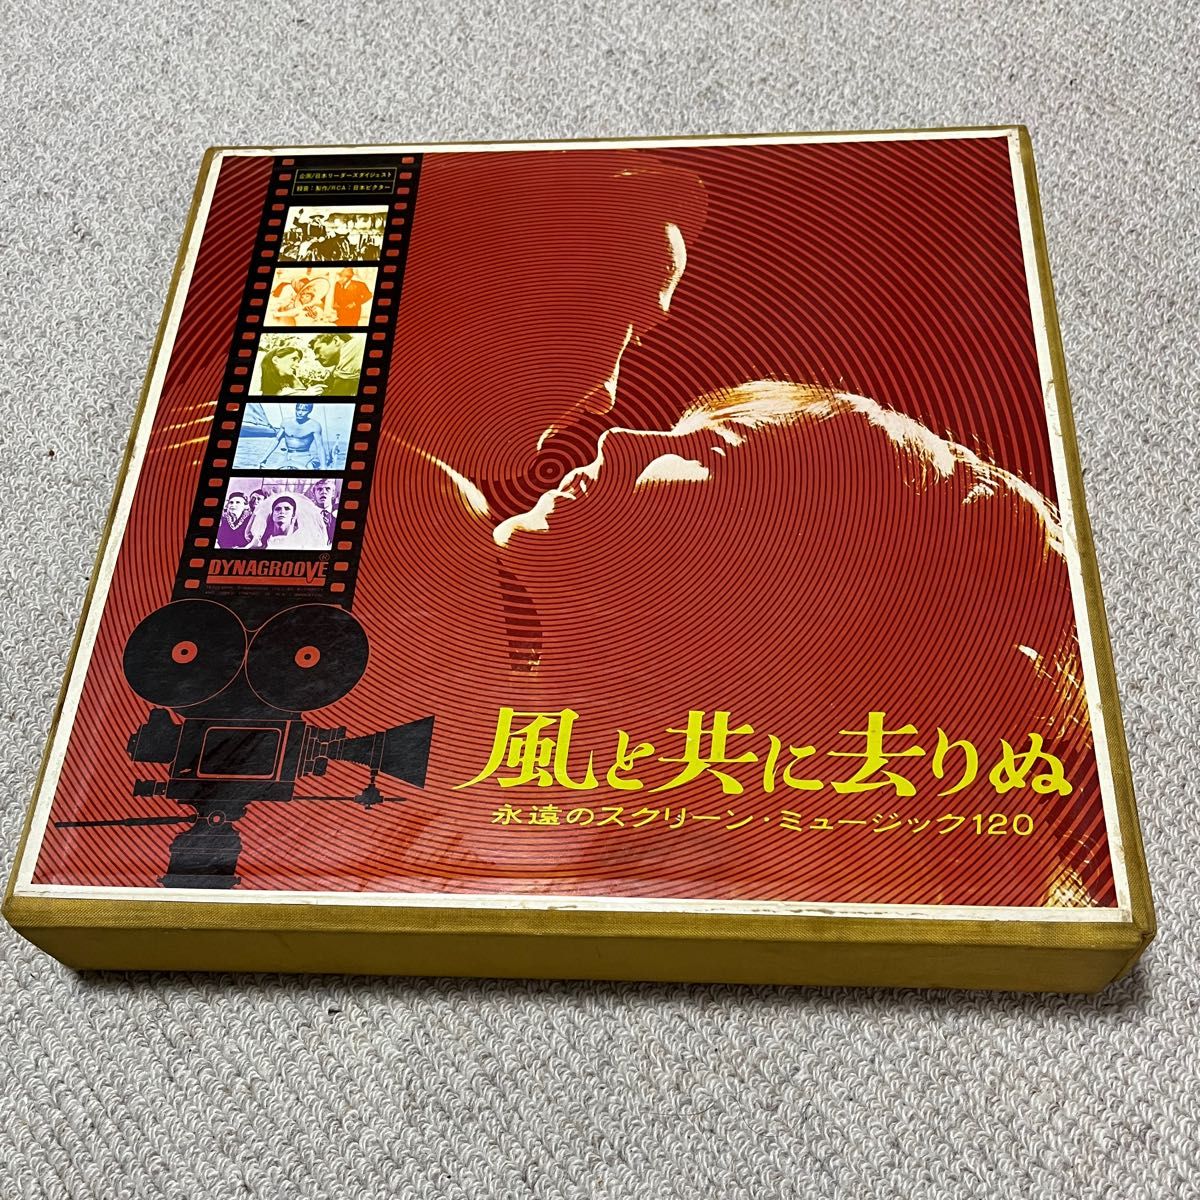 企画/日本リーダーズダイジェスト
録音:製作/RCA:日本ビクター
DYNAGROOVE®
風と共に去りぬ
永遠のスクリーン・ミュージック120